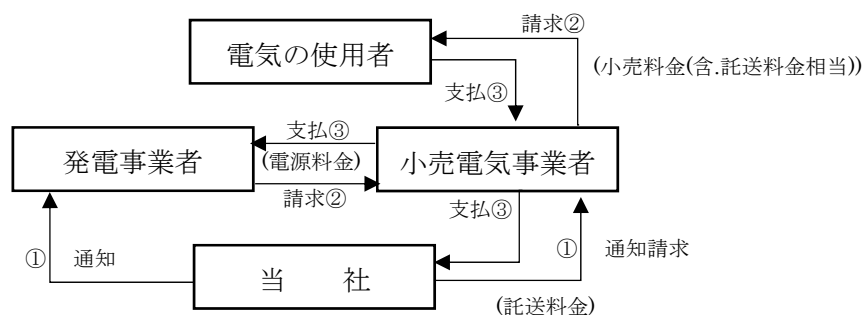 請求②
電気の使用者
(小売料金(含.託送料金相当))
支払③
支払③
発電事業者
(電源料金)
小売電気事業者
請求②
支払③
① 通知
① 通知請求
当 社
(託送料金)